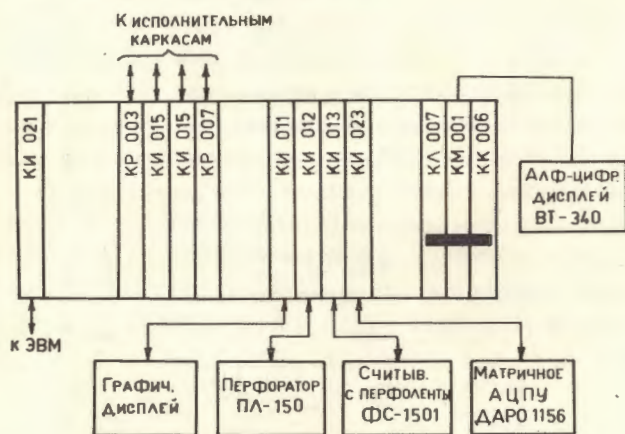 К ИСПОЛНИТЕЛЬНЫМ
КАРКАСАМ
КИ 021
КР 003
КИ 015
КИ 015
КР 007
КИ 011
КИ 012
КИ 013
КИ 023
КЛ 007
КМ 001
КК 006
АЛФ-ЦИФР.
ДИСПЛЕЙ
ВТ-340
К ЭВМ
ГРАФИЧ.
ДИСПЛЕЙ
ПЕРФОРАТОР
ПЛ-150
СЧИТЫВ.
С ПЕРФОЛЕНТЫ
ФС-1501
МАТРИЧНОЕ
АЦПУ
ДАРО 1156